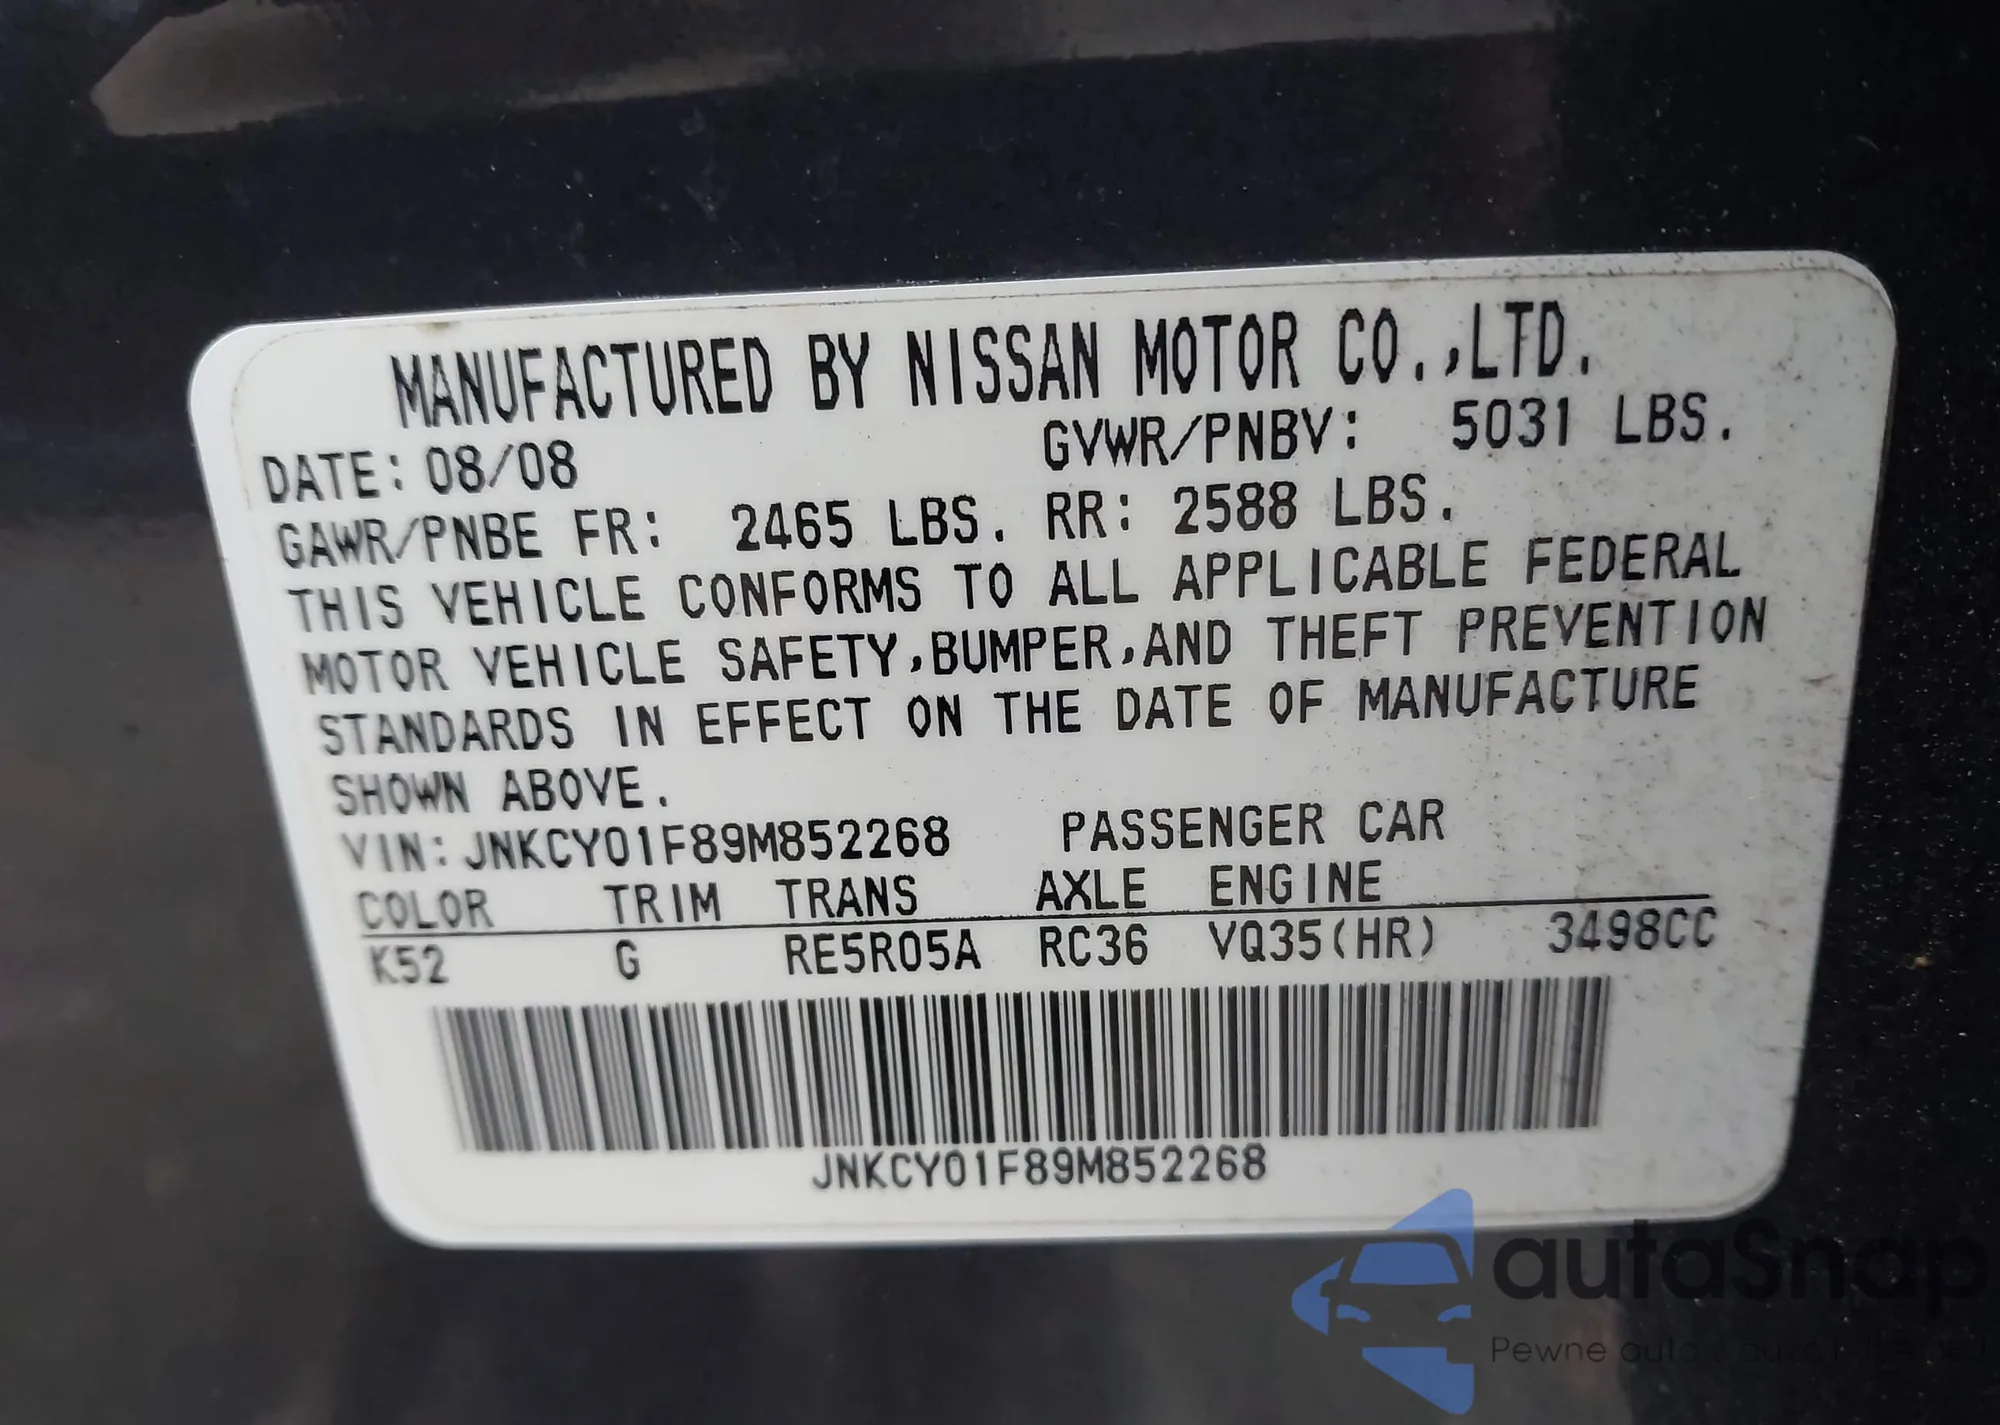 MANUFACTURED BY NISSAN MOTOR CO.,LTD.
DATE: 08/08 GVWR/PNBV: 5031 LBS.
GAWR/PNBE FR: 2465 LBS. RR: 2588 LBS.
THIS VEHICLE CONFORMS TO ALL APPLICABLE FEDERAL
MOTOR VEHICLE SAFETY,BUMPER,AND THEFT PREVENTION
STANDARDS IN EFFECT ON THE DATE OF MANUFACTURE
SHOWN ABOVE.
VIN: JNKCY01F89M852268 PASSENGER CAR
COLOR TRIM TRANS AXLE ENGINE
K52 G RE5R05A RC36 VQ35(HR) 3498CC
JNKCY01F89M852268
autaSnap
Pewne auta z